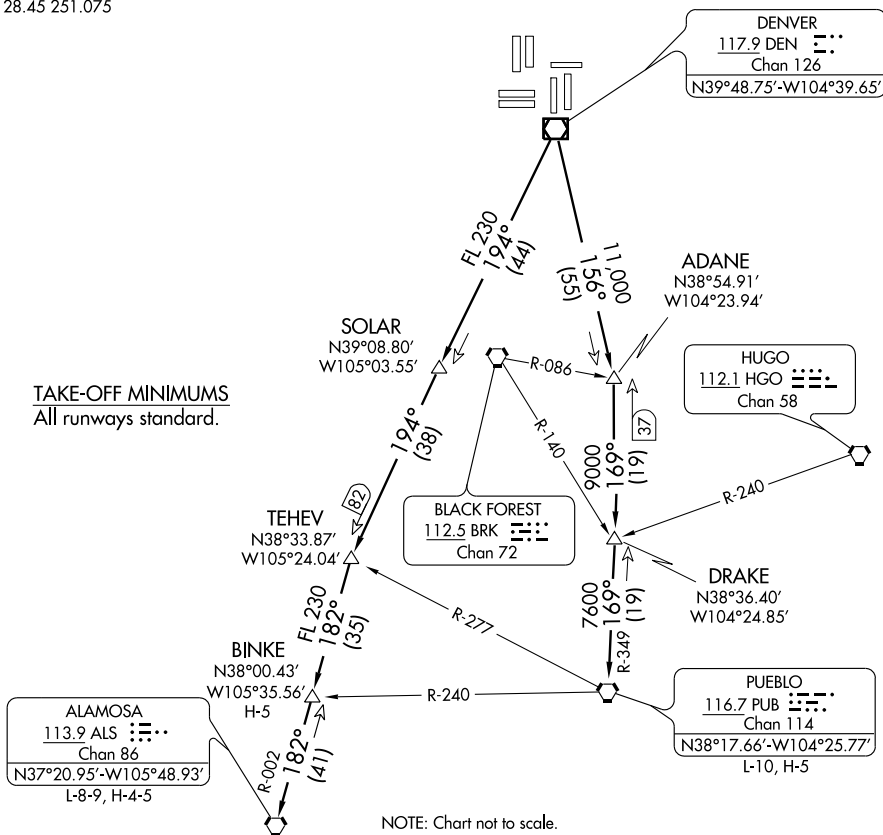 28.45 251.075
DENVER
117.9 DEN
Chan 126
N39°48.75′-W104°39.65′
FL 230
194°
(44)
11,000
156°
(55)
ADANE
N38°54.91′
W104°23.94′
SOLAR
N39°08.80′
W105°03.55′
R-086
HUGO
112.1 HGO
Chan 58
TAKE-OFF MINIMUMS
All runways standard.
194°
(38)
R-140
37
9000
169°
(19)
R-240
82
BLACK FOREST
112.5 BRK
Chan 72
TEHEV
N38°33.87′
W105°24.04′
DRAKE
N38°36.40′
W104°24.85′
FL 230
182°
(35)
R-277
7600
169°
(19)
R-349
BINKE
N38°00.43′
W105°35.56′
H-5
R-240
PUEBLO
116.7 PUB
Chan 114
N38°17.66′-W104°25.77′
L-10, H-5
ALAMOSA
113.9 ALS
Chan 86
N37°20.95′-W105°48.93′
L-8-9, H-4-5
R-002
182°
(41)
NOTE: Chart not to scale.